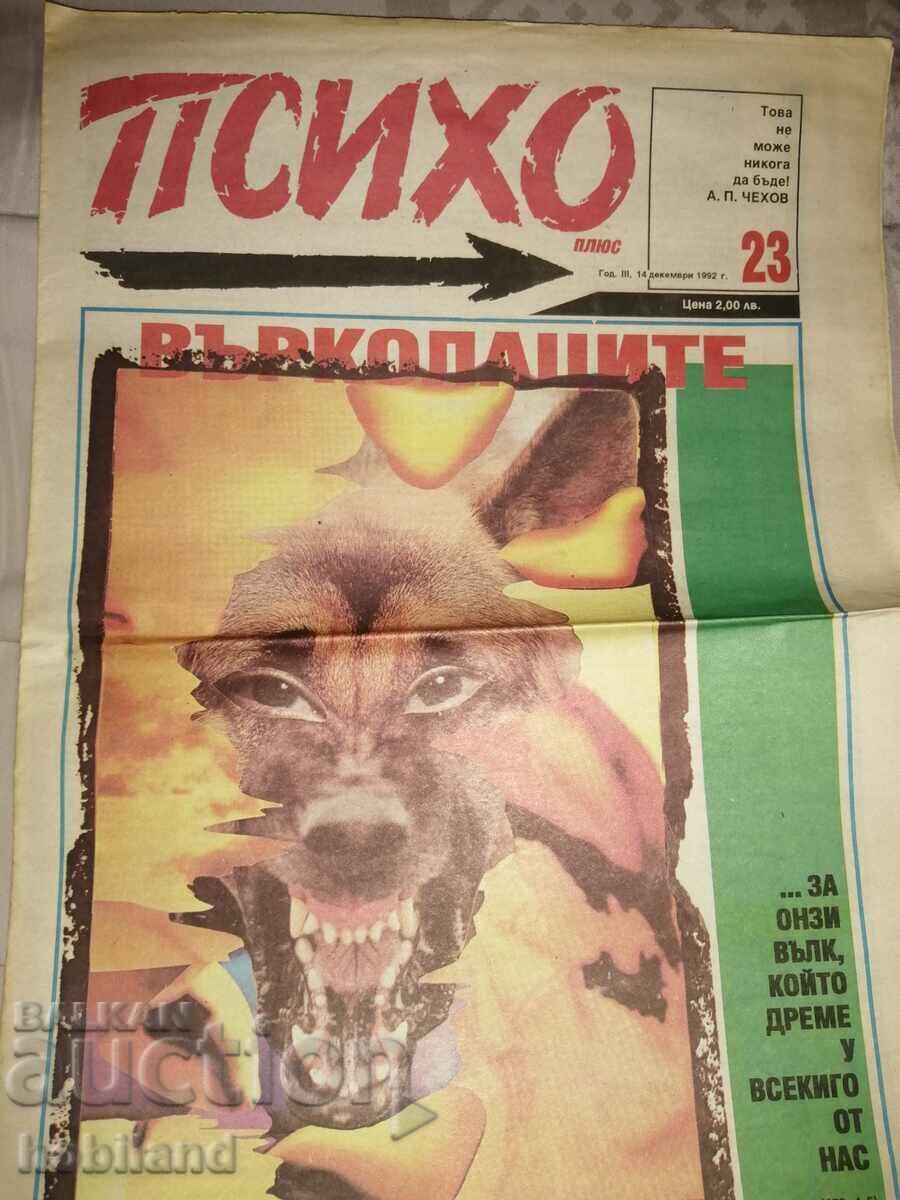 ПСИХО
плюс
Това
не
може
никога
да бъде!
А. П. ЧЕХОВ
23
Год. III, 14 декември 1992 г.
Цена 2,00 лв.
ВЪРКОЛАЦИТЕ
...ЗА
ОНЗИ
ВЪЛК,
КОЙТО
ДРЕМЕ
У
ВСЕКИГО
ОТ
НАС
BALKAN
auction
hobiland